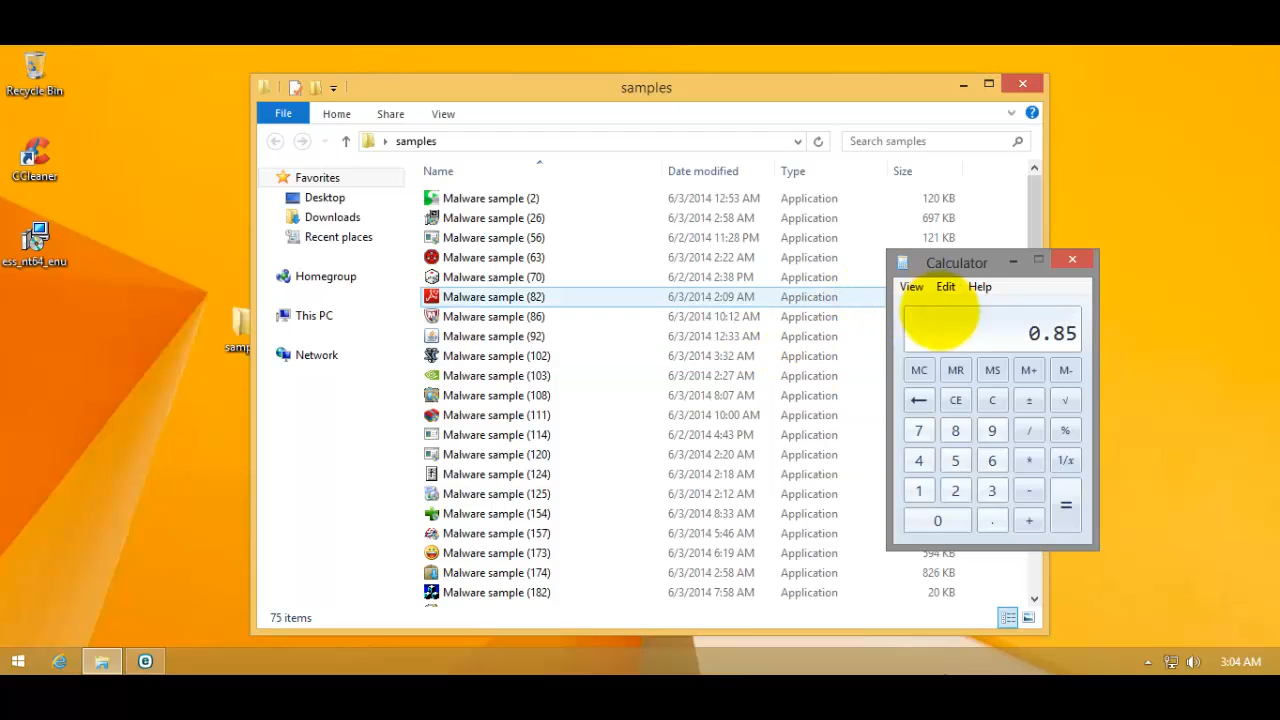 Recycle Bin
CCleaner
ess_nt64_enu
samp
samples
File Home Share View
samples
Search samples
Favorites
Desktop
Downloads
Recent places
Homegroup
This PC
Network
Name Date modified Type Size
Malware sample (2) 6/3/2014 12:53 AM Application 120 KB
Malware sample (26) 6/3/2014 2:58 AM Application 697 KB
Malware sample (56) 6/2/2014 11:28 PM Application 121 KB
Malware sample (63) 6/3/2014 2:22 AM Application
Malware sample (70) 6/2/2014 2:38 PM Application
Malware sample (82) 6/3/2014 2:09 AM Application
Malware sample (86) 6/3/2014 10:12 AM Application
Malware sample (92) 6/3/2014 12:33 AM Application
Malware sample (102) 6/3/2014 3:32 AM Application
Malware sample (103) 6/3/2014 2:27 AM Application
Malware sample (108) 6/3/2014 8:07 AM Application
Malware sample (111) 6/3/2014 10:00 AM Application
Malware sample (114) 6/2/2014 4:43 PM Application
Malware sample (120) 6/3/2014 2:20 AM Application
Malware sample (124) 6/3/2014 2:18 AM Application
Malware sample (125) 6/3/2014 2:12 AM Application
Malware sample (154) 6/3/2014 8:33 AM Application
Malware sample (157) 6/3/2014 5:46 AM Application
Malware sample (173) 6/3/2014 6:19 AM Application 594 KB
Malware sample (174) 6/3/2014 2:58 AM Application 826 KB
Malware sample (182) 6/3/2014 7:58 AM Application 20 KB
75 items
Calculator
View Edit Help
0.85
MC MR MS M+ M-
← CE C ± √
7 8 9 / %
4 5 6 * 1/x
1 2 3 - =
0 . +
3:04 AM